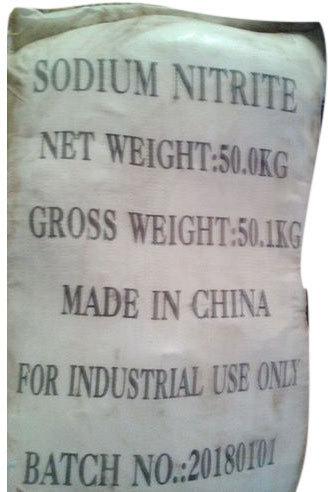 SODIUM NITRITE
NET WEIGHT:50.0KG
GROSS WEIGHT:50.1KG
MADE IN CHINA
FOR INDUSTRIAL USE ONLY
BATCH NO.:20180101